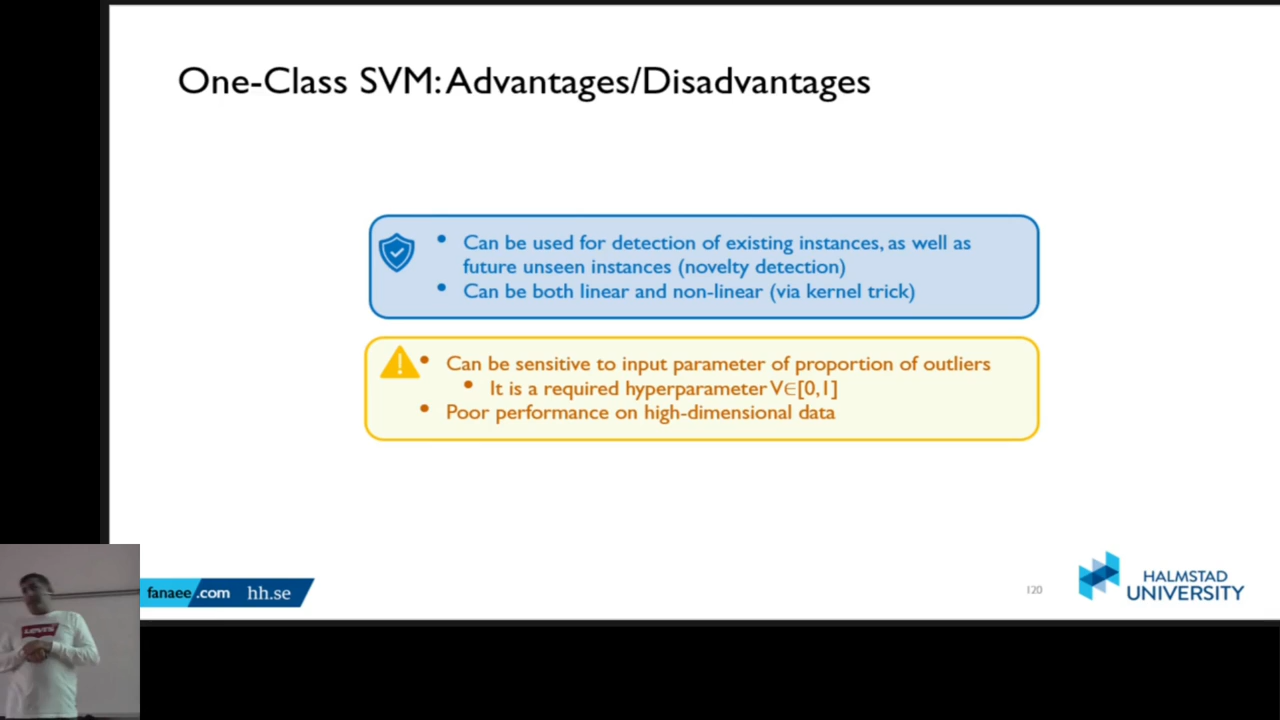 One-Class SVM: Advantages/Disadvantages
• Can be used for detection of existing instances, as well as
future unseen instances (novelty detection)
• Can be both linear and non-linear (via kernel trick)
• Can be sensitive to input parameter of proportion of outliers
• It is a required hyperparameter V∈[0,1]
• Poor performance on high-dimensional data
fanaee.com hh.se
120
HALMSTAD
UNIVERSITY
Levi's